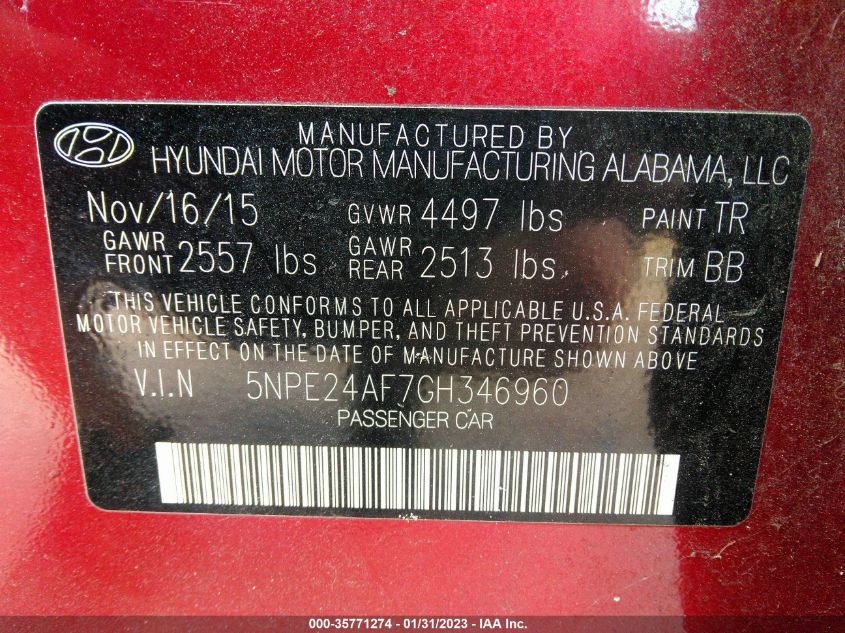 MANUFACTURED BY
HYUNDAI MOTOR MANUFACTURING ALABAMA, LLC
Nov/16/15 GVWR 4497 lbs PAINT TR
GAWR FRONT 2557 lbs GAWR REAR 2513 lbs TRIM BB
THIS VEHICLE CONFORMS TO ALL APPLICABLE U.S.A. FEDERAL
MOTOR VEHICLE SAFETY, BUMPER, AND THEFT PREVENTION STANDARDS
IN EFFECT ON THE DATE OF MANUFACTURE SHOWN ABOVE
V.I.N 5NPE24AF7GH346960
PASSENGER CAR
000-35771274 - 01/31/2023 - IAA Inc.